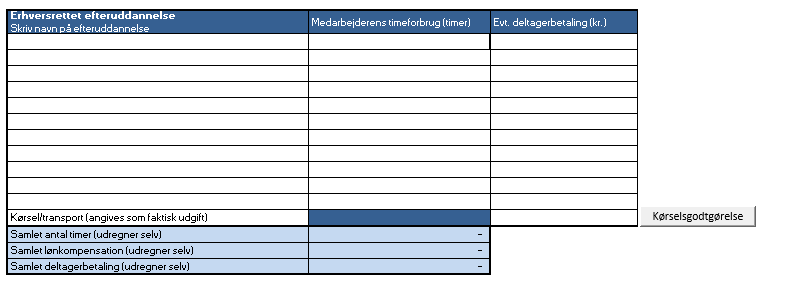 Erhversrettet efteruddannelse
Skriv navn på efteruddannelse
Medarbejderens timeforbrug (timer)
Evt. deltagerbetaling (kr.)
Kørsel/transport (angives som faktisk udgift)
Kørselsgodtgørelse
Samlet antal timer (udregner selv) -
Samlet lønkompensation (udregner selv) -
Samlet deltagerbetaling (udregner selv) -